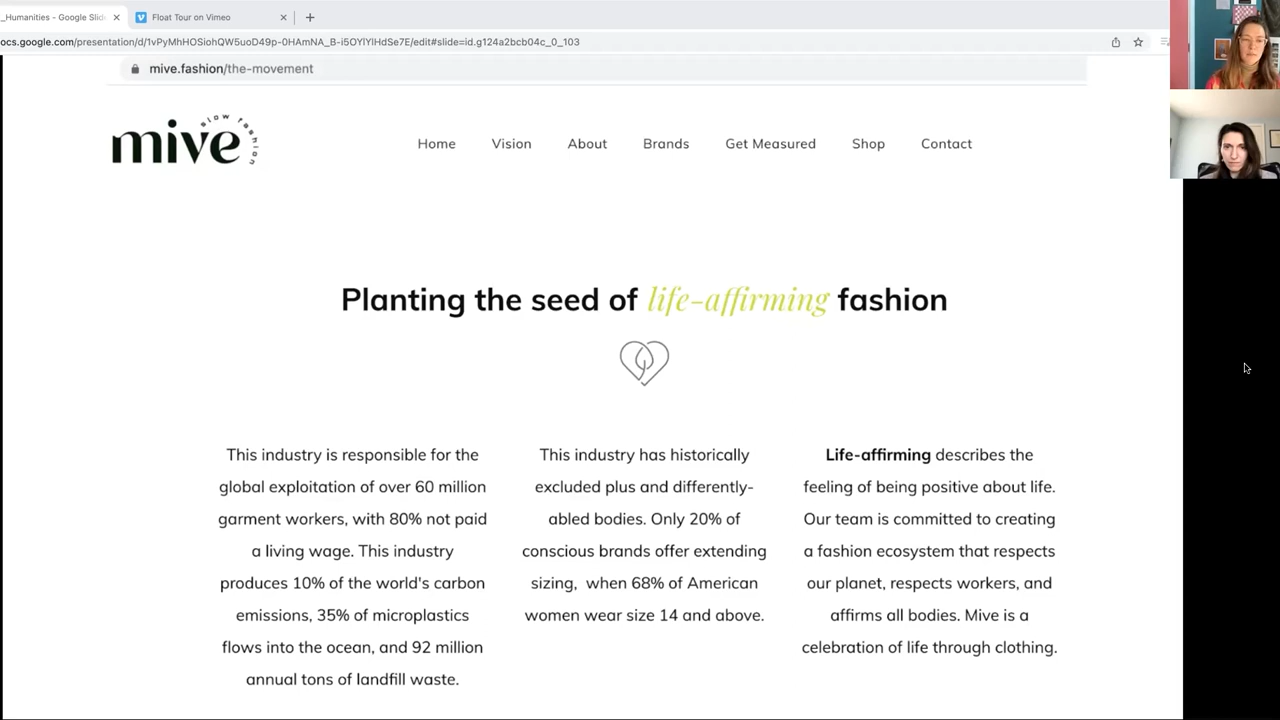 _Humanities - Google Slid
Float Tour on Vimeo
ocs.google.com/presentation/d/1vPyMhHOSiohQW5uoD49p-0HAmNA_B-i5OYlYlHdSe7E/edit#slide=id.g124a2bcb04c_0_103
mive.fashion/the-movement
mive slow fashion
Home Vision About Brands Get Measured Shop Contact
Planting the seed of life-affirming fashion
This industry is responsible for the
global exploitation of over 60 million
garment workers, with 80% not paid
a living wage. This industry
produces 10% of the world's carbon
emissions, 35% of microplastics
flows into the ocean, and 92 million
annual tons of landfill waste.
This industry has historically
excluded plus and differently-
abled bodies. Only 20% of
conscious brands offer extending
sizing, when 68% of American
women wear size 14 and above.
Life-affirming describes the
feeling of being positive about life.
Our team is committed to creating
a fashion ecosystem that respects
our planet, respects workers, and
affirms all bodies. Mive is a
celebration of life through clothing.